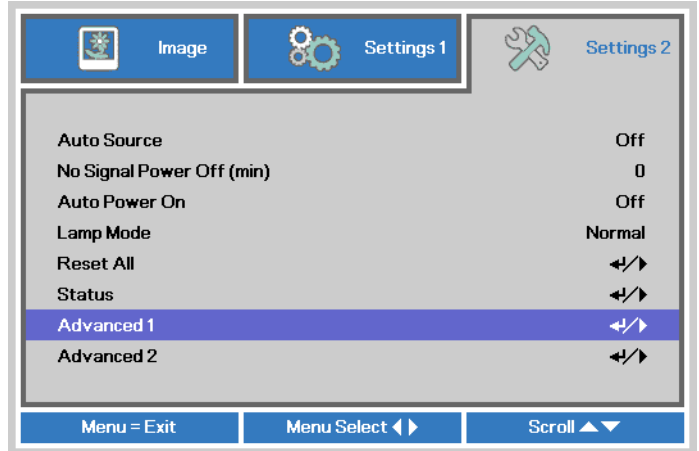 Image Settings 1 Settings 2
Auto Source Off
No Signal Power Off (min) 0
Auto Power On Off
Lamp Mode Normal
Reset All ↵/▶
Status ↵/▶
Advanced 1 ↵/▶
Advanced 2 ↵/▶
Menu = Exit Menu Select ◀▶ Scroll ▲▼